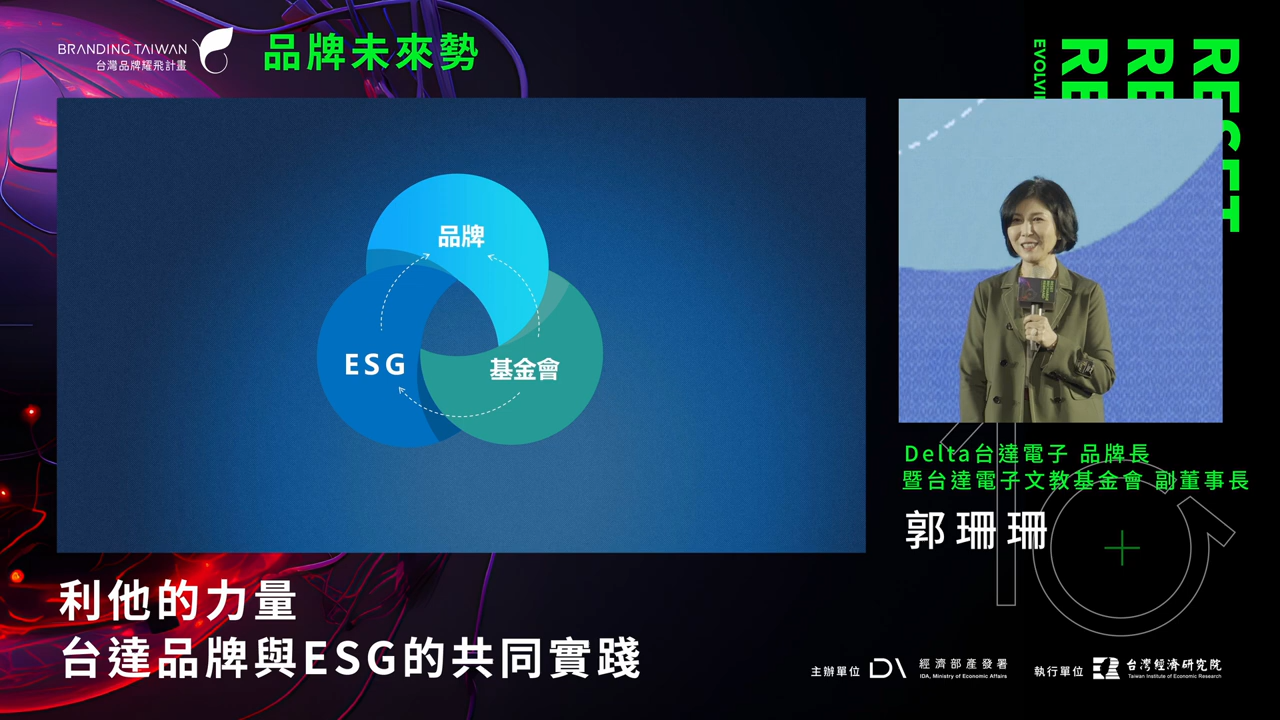 BRANDING TAIWAN
台灣品牌耀飛計畫
品牌未來勢
RESET
RE
RE
品牌
ESG
基金會
Delta台達電子 品牌長
暨台達電子文教基金會 副董事長
郭珊珊
利他的力量
台達品牌與ESG的共同實踐
主辦單位
經濟部產發署
IDA, Ministry of Economic Affairs
執行單位
台灣經濟研究院
Taiwan Institute of Economic Research